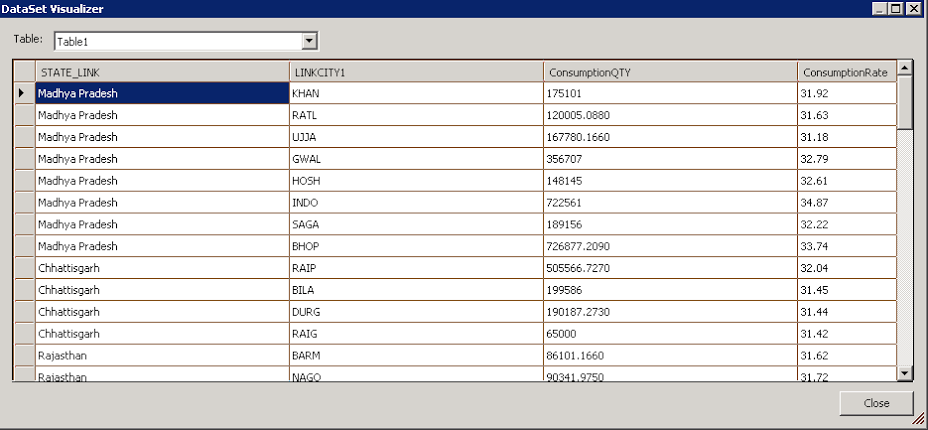 DataSet Visualizer
Table: Table1
STATE_LINK LINKCITY1 ConsumptionQTY ConsumptionRate
Madhya Pradesh KHAN 175101 31.92
Madhya Pradesh RATL 120005.0880 31.63
Madhya Pradesh UJJA 167780.1660 31.18
Madhya Pradesh GWAL 356707 32.79
Madhya Pradesh HOSH 148145 32.61
Madhya Pradesh INDO 722561 34.87
Madhya Pradesh SAGA 189156 32.22
Madhya Pradesh BHOP 726877.2090 33.74
Chhattisgarh RAIP 505566.7270 32.04
Chhattisgarh BILA 199586 31.45
Chhattisgarh DURG 190187.2730 31.44
Chhattisgarh RAIG 65000 31.42
Rajasthan BARM 86101.1660 31.62
Rajasthan NAGO 90341.9750 31.72
Close